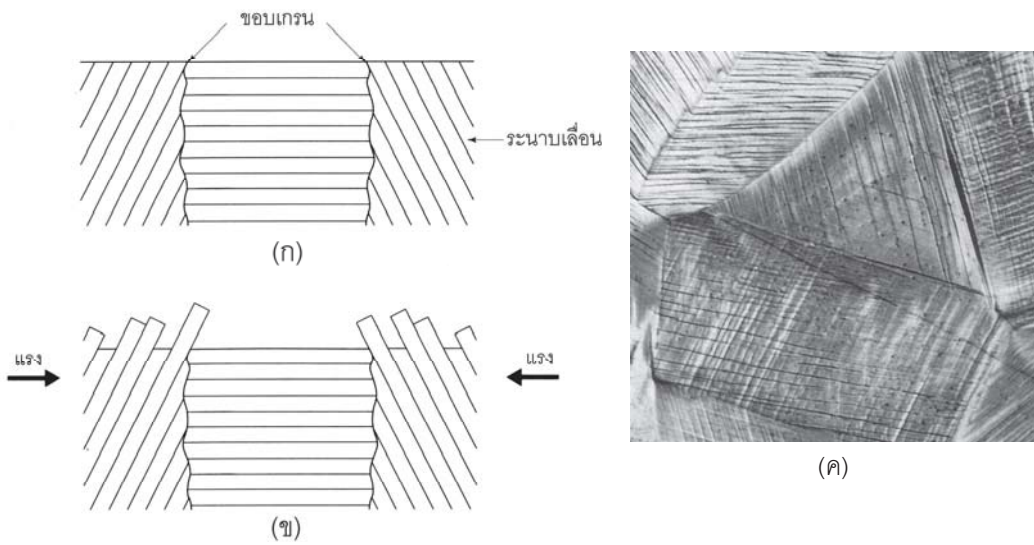 ขอบเกรน
ระนาบเลื่อน
(ก)
แรง
แรง
(ข)
(ค)